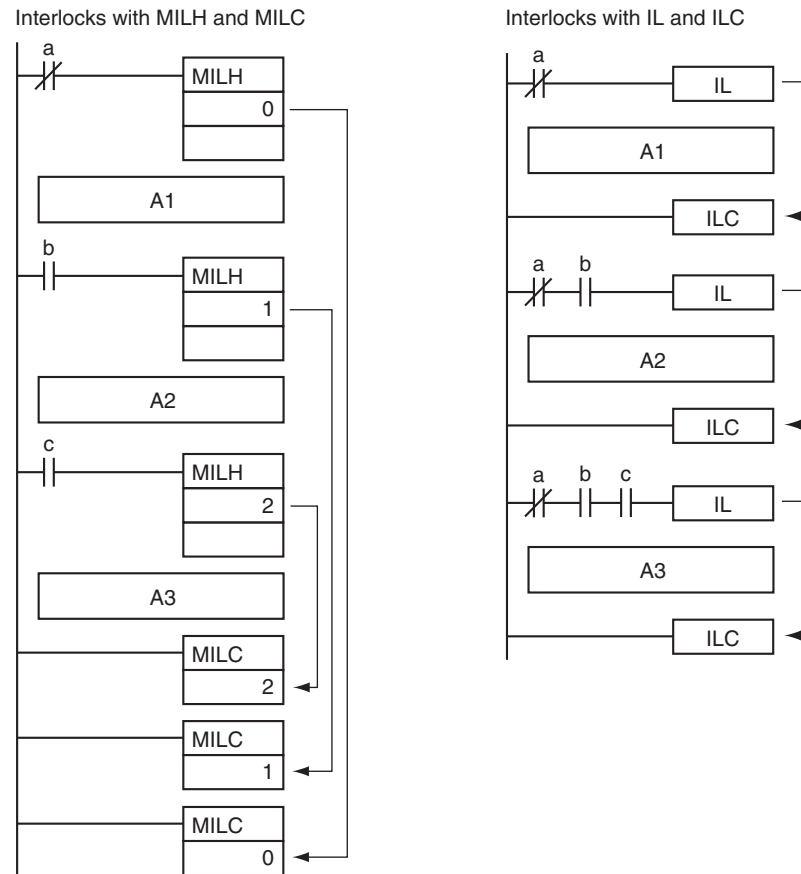 Interlocks with MILH and MILC
a
MILH
0
A1
b
MILH
1
A2
c
MILH
2
A3
MILC
2
MILC
1
MILC
0
Interlocks with IL and ILC
a
IL
A1
ILC
a b
IL
A2
ILC
a b c
IL
A3
ILC